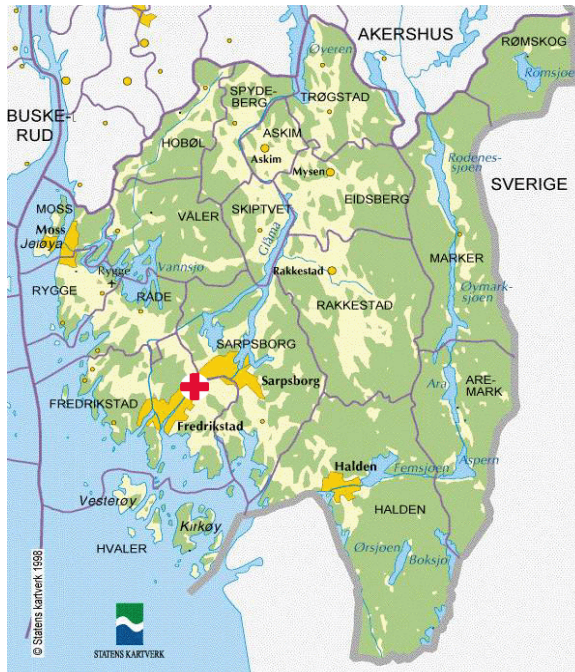 AKERSHUS
RØMSKOG
Øyeren
Rømsjøen
SPYDE-
BERG
TRØGSTAD
BUSKE-
RUD
HOBØL
ASKIM
Askim
Rodenes-
sjøen
Mysen
SVERIGE
MOSS
Moss
Jeløya
VÅLER
SKIPTVET
EIDSBERG
Glåma
MARKER
Vannsjø
Rygge
Rakkestad
RYGGE
RÅDE
RAKKESTAD
Øymark-
sjøen
SARPSBORG
Sarpsborg
Ara
ARE-
MARK
FREDRIKSTAD
Fredrikstad
Halden
Femsjøen
Aspern
Vesterøy
Kirkøy
HALDEN
HVALER
Ørsjøen
Boksjø
© Statens kartverk 1998
STATENS KARTVERK